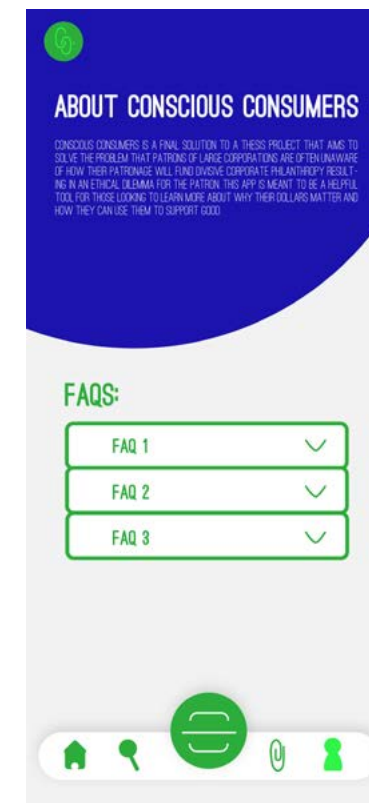 CC
ABOUT CONSCIOUS CONSUMERS
CONSCIOUS CONSUMERS IS A FINAL SOLUTION TO A THESIS PROJECT THAT AIMS TO
SOLVE THE PROBLEM THAT PATRONS OF LARGE CORPORATIONS ARE OFTEN UNAWARE
OF HOW THEIR PATRONAGE WILL FUND DIVISIVE CORPORATE PHILANTHROPY RESULT-
ING IN AN ETHICAL DILEMMA FOR THE PATRON. THIS APP IS MEANT TO BE A HELPFUL
TOOL FOR THOSE LOOKING TO LEARN MORE ABOUT WHY THEIR DOLLARS MATTER AND
HOW THEY CAN USE THEM TO SUPPORT GOOD.
FAQS:
FAQ 1
FAQ 2
FAQ 3